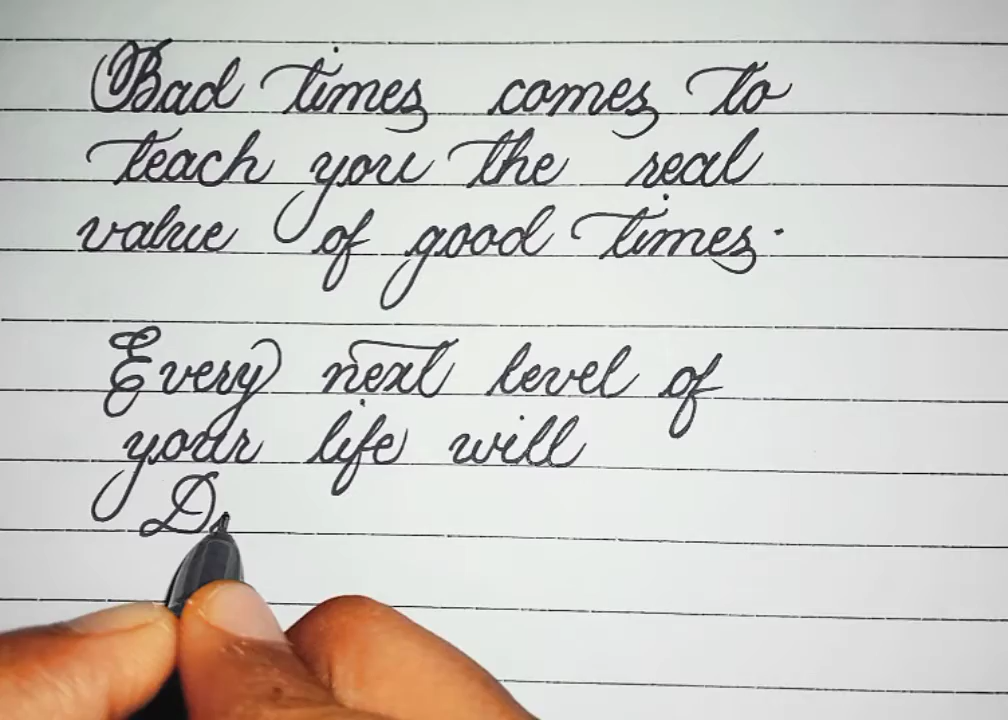 Bad times comes to
teach you the real
value of good times.
Every next level of
your life will
D